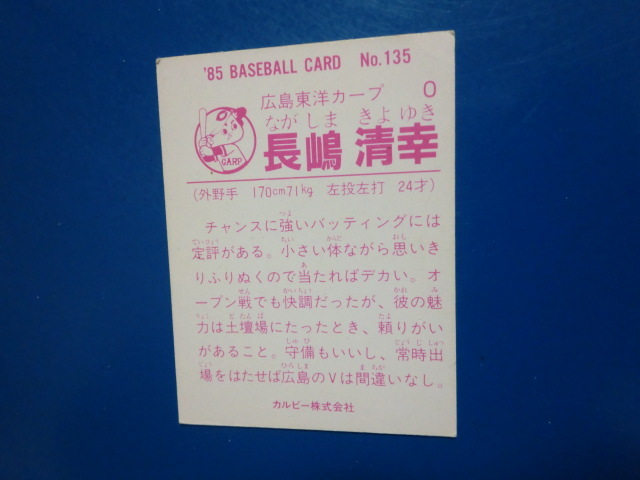 '85 BASEBALL CARD No.135
広島東洋カープ 0
ながしま きよゆき
長嶋 清幸
CARP
(外野手 170cm71kg 左投左打 24才)
チャンスに強いバッティングには
定評がある。小さい体ながら思いき
りふりぬくので当たればデカい。オ
ープン戦でも快調だったが、彼の魅
力は土壇場にたったとき、頼りがい
があること。守備もいいし、常時出
場をはたせば広島のVは間違いなし。
カルビー株式会社